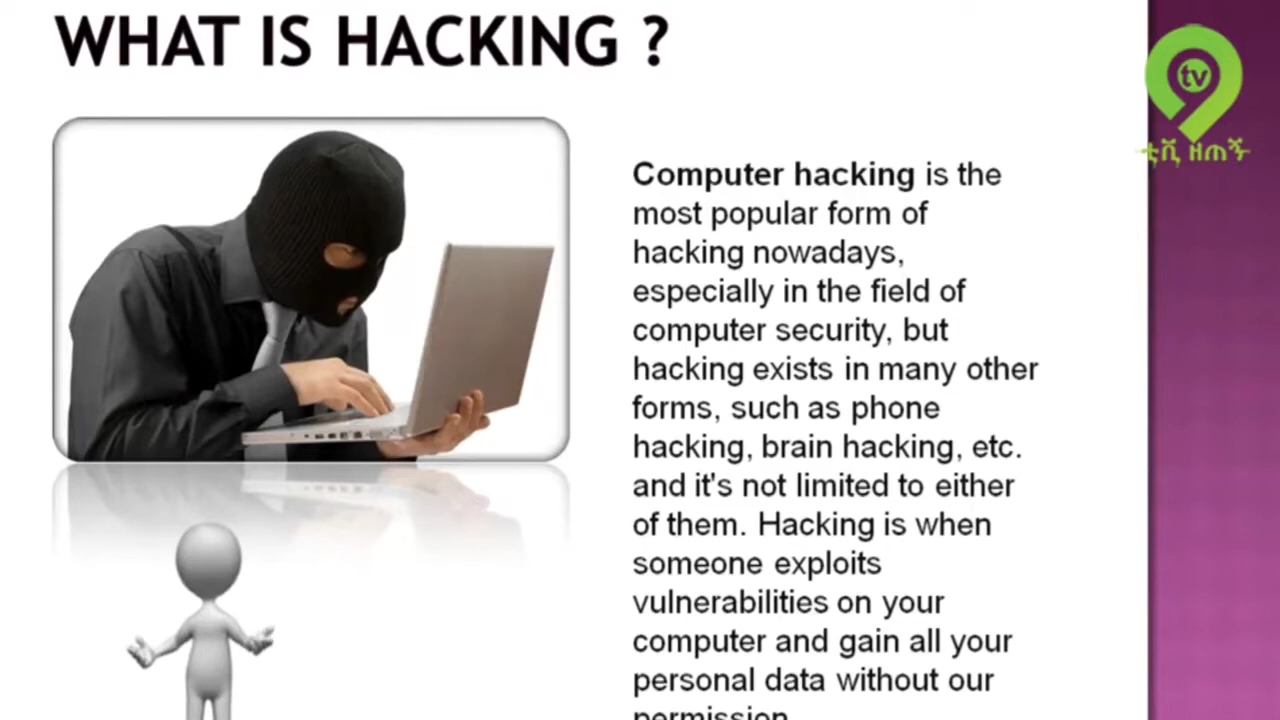 WHAT IS HACKING ?
tv
ቲቪ ዘጠኝ
Computer hacking is the
most popular form of
hacking nowadays,
especially in the field of
computer security, but
hacking exists in many other
forms, such as phone
hacking, brain hacking, etc.
and it's not limited to either
of them. Hacking is when
someone exploits
vulnerabilities on your
computer and gain all your
personal data without our
permission